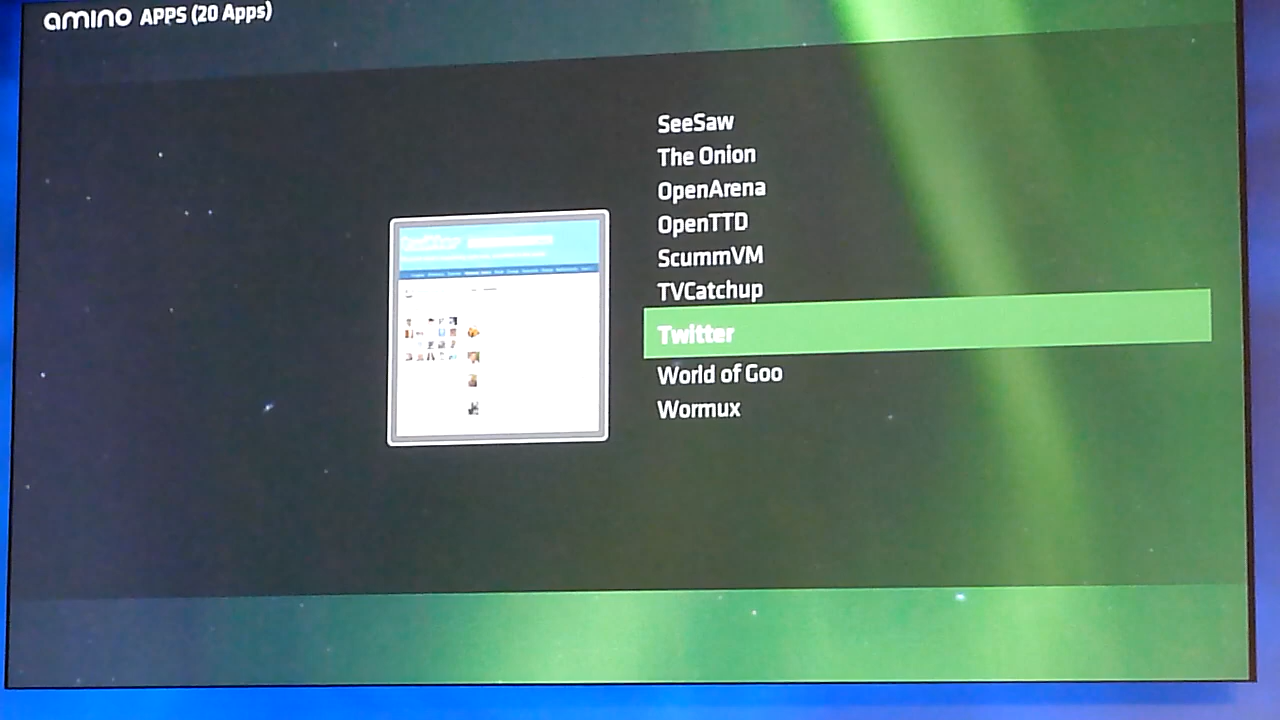 amino APPS (20 Apps)
SeeSaw
The Onion
OpenArena
OpenTTD
ScummVM
TVCatchup
Twitter
World of Goo
Wormux